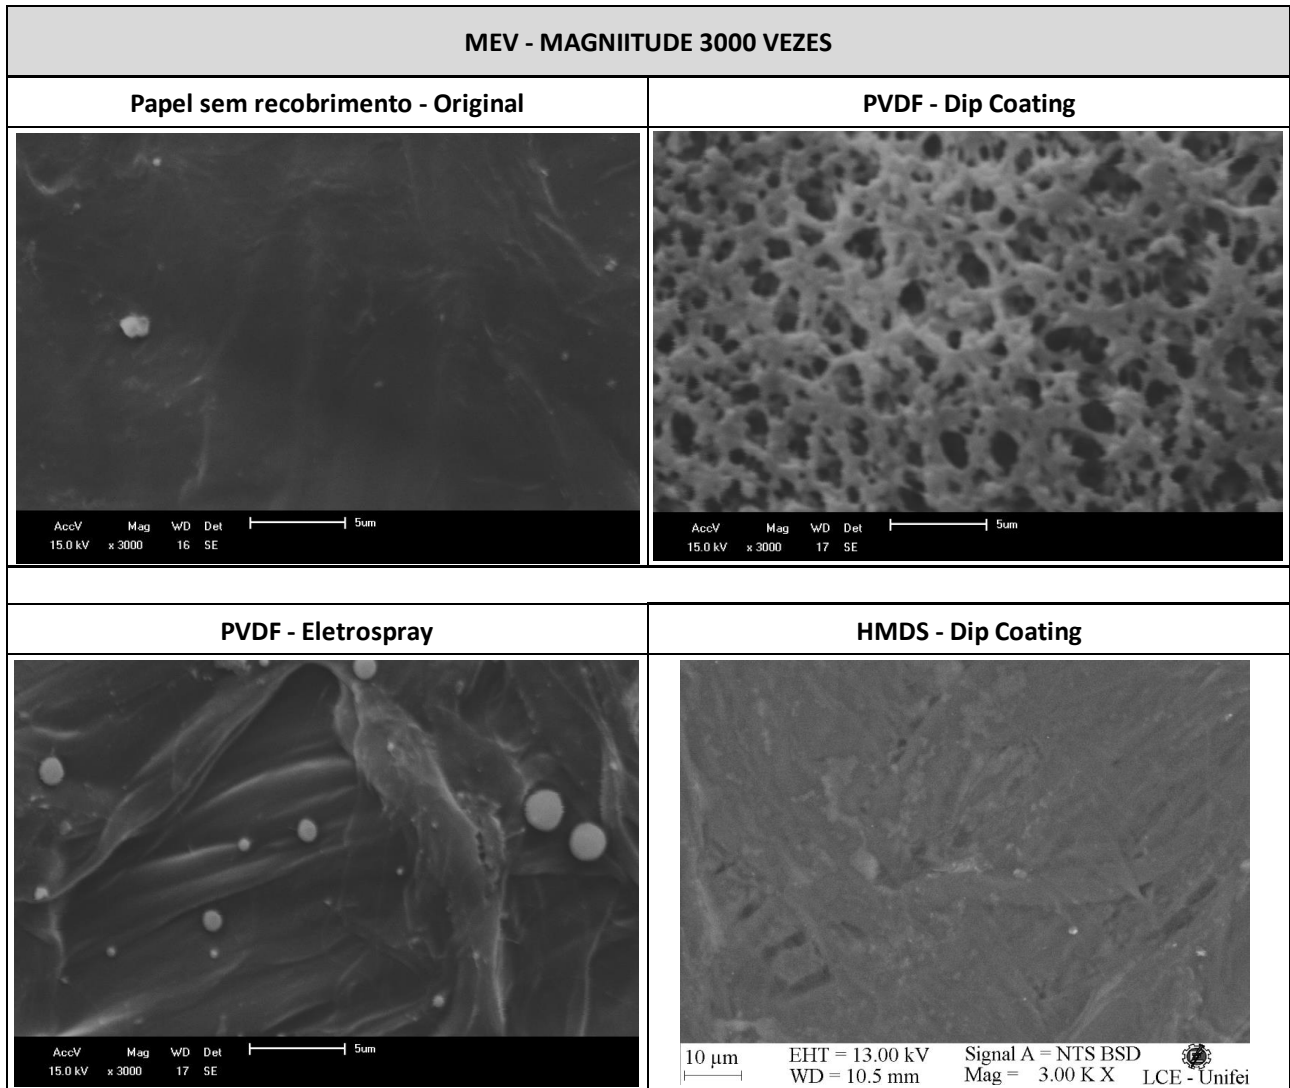 MEV - MAGNIITUDE 3000 VEZES
Papel sem recobrimento - Original
PVDF - Dip Coating
AccV Mag WD Det 5um
15.0 kV x 3000 16 SE
AccV Mag WD Det 5um
15.0 kV x 3000 17 SE
PVDF - Eletrospray
HMDS - Dip Coating
AccV Mag WD Det 5um
15.0 kV x 3000 17 SE
10 µm EHT = 13.00 kV Signal A = NTS BSD
WD = 10.5 mm Mag = 3.00 K X LCE - Unifei